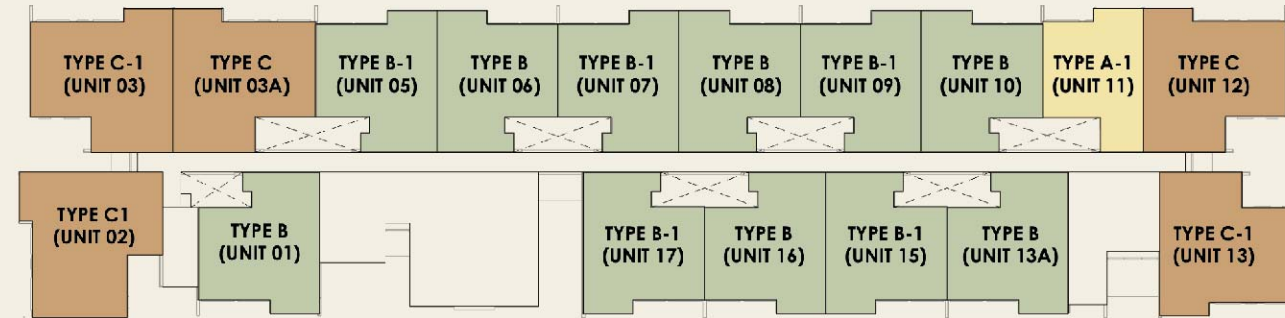 TYPE C-1
(UNIT 03)
TYPE C
(UNIT 03A)
TYPE B-1
(UNIT 05)
TYPE B
(UNIT 06)
TYPE B-1
(UNIT 07)
TYPE B
(UNIT 08)
TYPE B-1
(UNIT 09)
TYPE B
(UNIT 10)
TYPE A-1
(UNIT 11)
TYPE C
(UNIT 12)
TYPE C1
(UNIT 02)
TYPE B
(UNIT 01)
TYPE B-1
(UNIT 17)
TYPE B
(UNIT 16)
TYPE B-1
(UNIT 15)
TYPE B
(UNIT 13A)
TYPE C-1
(UNIT 13)